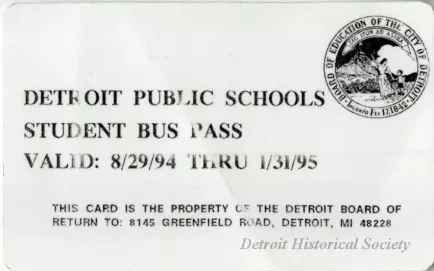 BOARD OF EDUCATION OF THE CITY OF DETROIT
DETROIT PUBLIC SCHOOLS
STUDENT BUS PASS
VALID: 8/29/94 THRU 1/31/95
THIS CARD IS THE PROPERTY OF THE DETROIT BOARD OF
RETURN TO: 8145 GREENFIELD ROAD, DETROIT, MI 48228
Detroit Historical Society